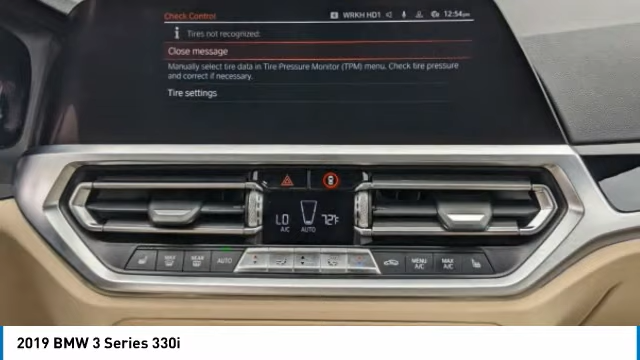 Check Control
WRKH HD1 12:54pm
Tires not recognized:
Close message
Manually select tire data in Tire Pressure Monitor (TPM) menu. Check tire pressure
and correct if necessary.
Tire settings
LO 72°F
A/C AUTO
MAX REAR AUTO MENU A/C MAX A/C
2019 BMW 3 Series 330i